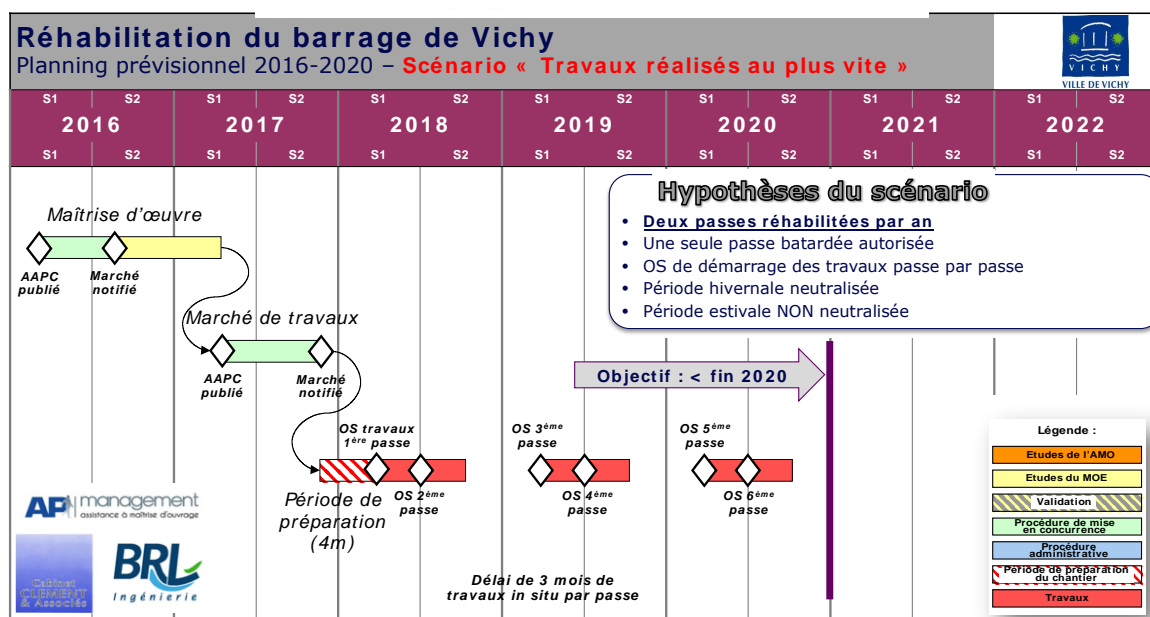 Réhabilitation du barrage de Vichy
Planning prévisionnel 2016-2020 – Scénario « Travaux réalisés au plus vite »
VICHY
VILLE DE VICHY
S1 S2 S1 S2 S1 S2 S1 S2 S1 S2 S1 S2 S1 S2
2016 2017 2018 2019 2020 2021 2022
S1 S2 S1 S2 S1 S2 S1 S2 S1 S2 S1 S2 S1 S2
Hypothèses du scénario
• Deux passes réhabilitées par an
• Une seule passe batardée autorisée
• OS de démarrage des travaux passe par passe
• Période hivernale neutralisée
• Période estivale NON neutralisée
Maîtrise d'œuvre
AAPC
publié
Marché
notifié
Marché de travaux
AAPC
publié
Marché
notifié
Objectif : < fin 2020
OS travaux
1ère passe
OS 2ème
passe
OS 3ème
passe
OS 4ème
passe
OS 5ème
passe
OS 6ème
passe
Période de
préparation
(4m)
Délai de 3 mois de
travaux in situ par passe
AP management
assistance à maîtrise d'ouvrage
Cabinet
CLEMENT
& Associés
BRL
Ingénierie
Légende :
Etudes de l'AMO
Etudes du MOE
Validation
Procédure de mise
en concurrence
Procédure
administrative
Période de préparation
du chantier
Travaux